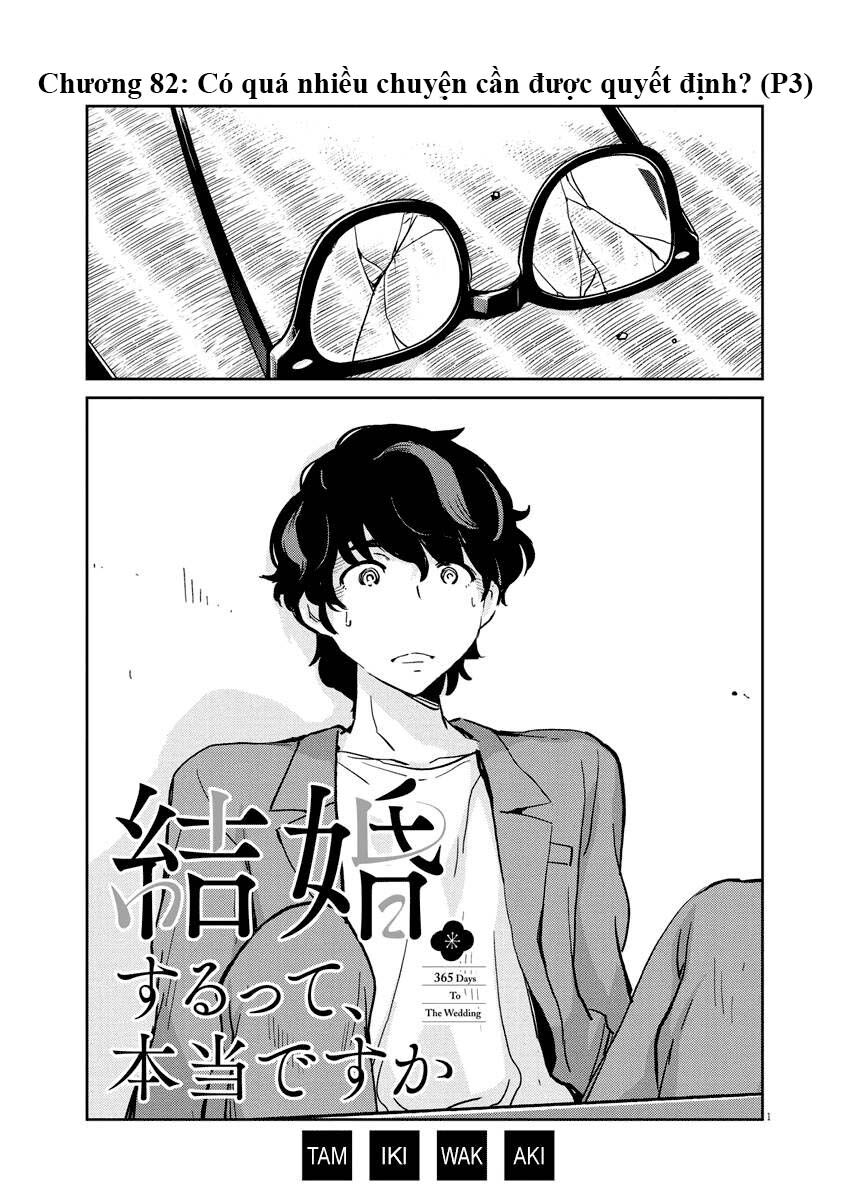 Chương 82: Có quá nhiều chuyện cần được quyết định? (P3)
結婚
するって、
本当ですか
365 Days
To
The Wedding
1
TAM IKI WAK AKI